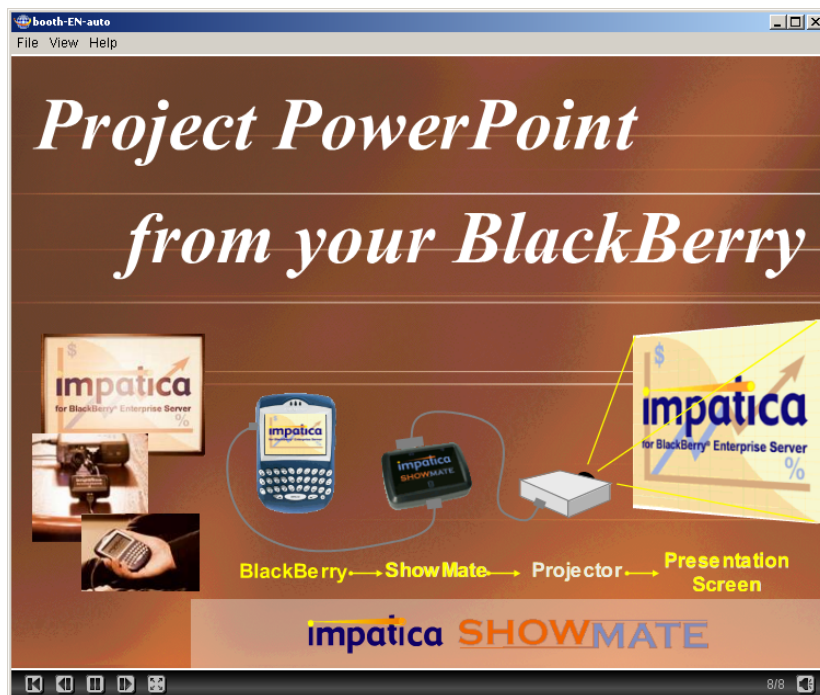 booth-EN-auto
File View Help
Project PowerPoint
from your BlackBerry
$
impatica
for BlackBerry® Enterprise Server
%
impatica
impatica
SHOWMATE
$
impatica
for BlackBerry® Enterprise Server
%
BlackBerry
ShowMate
Projector
Presentation
Screen
impatica SHOWMATE
8/8